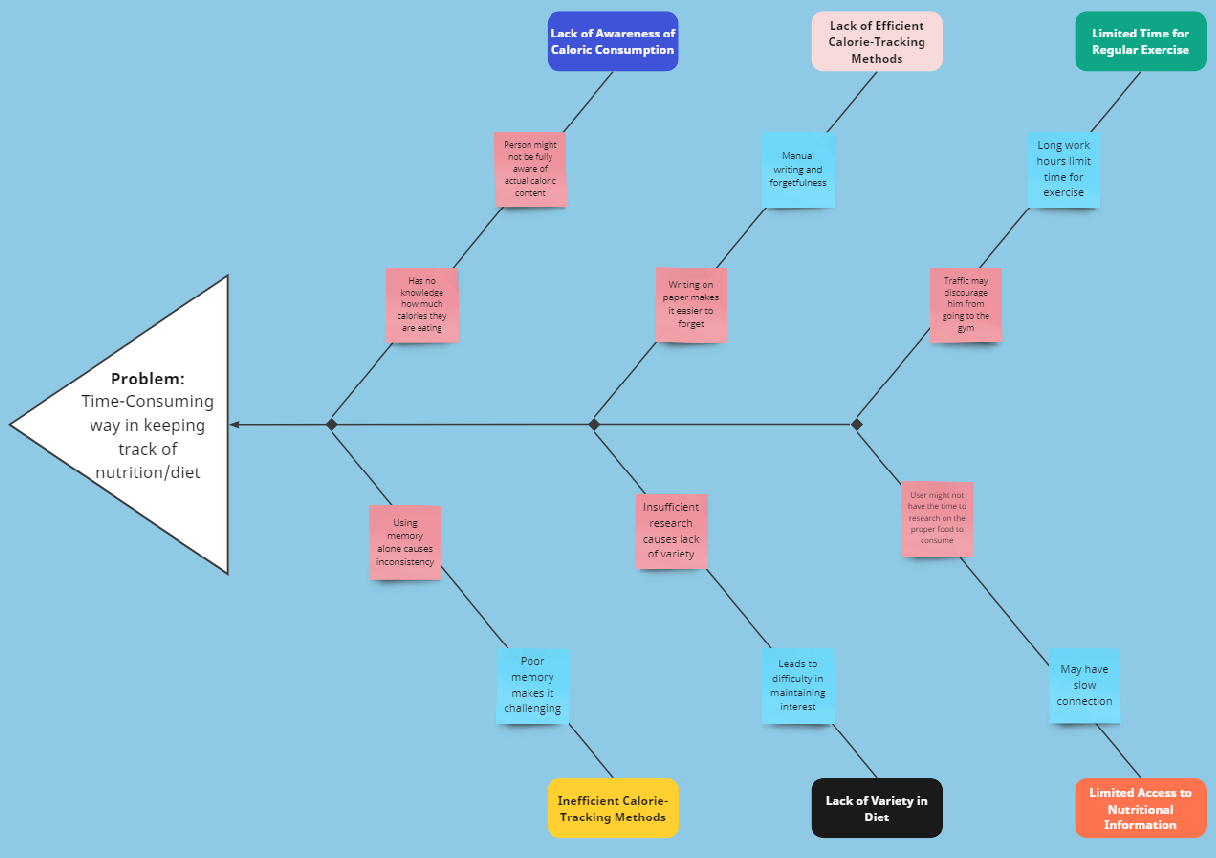 Lack of Awareness of
Caloric Consumption
Lack of Efficient
Calorie-Tracking
Methods
Limited Time for
Regular Exercise
Person might
not be fully
aware of
actual caloric
content
Manual
writing and
forgetfulness
Long work
hours limit
time for
exercise
Has no
knowledge
how much
calories they
are eating
Writing on
paper makes
it easier to
forget
Traffic may
discourage
him from
going to the
gym
Problem:
Time-Consuming
way in keeping
track of
nutrition/diet
Using
memory
alone causes
inconsistency
Insufficient
research
causes lack
of variety
User might not
have the time to
research on the
proper food to
consume
Poor
memory
makes it
challenging
Leads to
difficulty in
maintaining
interest
May have
slow
connection
Inefficient Calorie-
Tracking Methods
Lack of Variety in
Diet
Limited Access to
Nutritional
Information